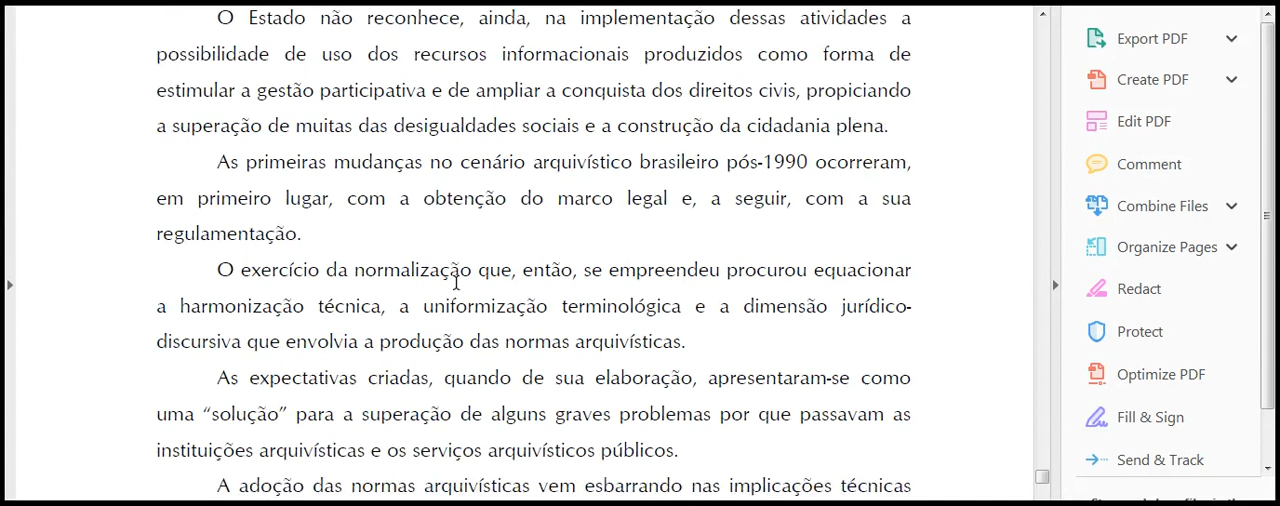 O Estado não reconhece, ainda, na implementação dessas atividades a
possibilidade de uso dos recursos informacionais produzidos como forma de
estimular a gestão participativa e de ampliar a conquista dos direitos civis, propiciando
a superação de muitas das desigualdades sociais e a construção da cidadania plena.
As primeiras mudanças no cenário arquivístico brasileiro pós-1990 ocorreram,
em primeiro lugar, com a obtenção do marco legal e, a seguir, com a sua
regulamentação.
O exercício da normalização que, então, se empreendeu procurou equacionar
a harmonização técnica, a uniformização terminológica e a dimensão jurídico-
discursiva que envolvia a produção das normas arquivísticas.
As expectativas criadas, quando de sua elaboração, apresentaram-se como
uma “solução” para a superação de alguns graves problemas por que passavam as
instituições arquivísticas e os serviços arquivísticos públicos.
A adoção das normas arquivísticas vem esbarrando nas implicações técnicas
Export PDF
Create PDF
Edit PDF
Comment
Combine Files
Organize Pages
Redact
Protect
Optimize PDF
Fill & Sign
Send & Track